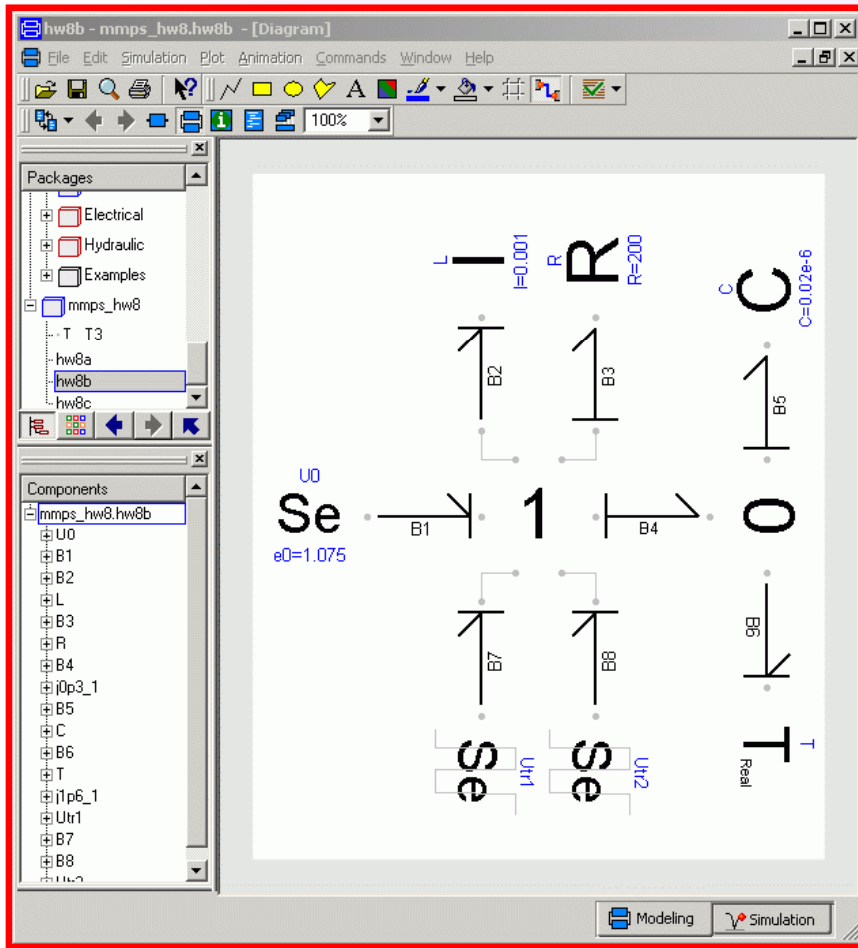 hw8b - mmps_hw8.hw8b - [Diagram]
File Edit Simulation Plot Animation Commands Window Help
100%
Packages
Electrical
Hydraulic
Examples
mmps_hw8
T T3
hw8a
hw8b
hw8c
Components
mmps_hw8.hw8b
U0
B1
B2
L
B3
R
B4
j0p3_1
B5
C
B6
T
j1p6_1
Utr1
B7
B8
L
I
I=0.001
R
R
R=200
C
C
C=0.02e-6
B2
B3
B5
U0
Se
e0=1.075
B1
1
B4
0
B7
B8
B6
Se
Utr1
Se
Utr2
T
T
Real
Modeling
Simulation